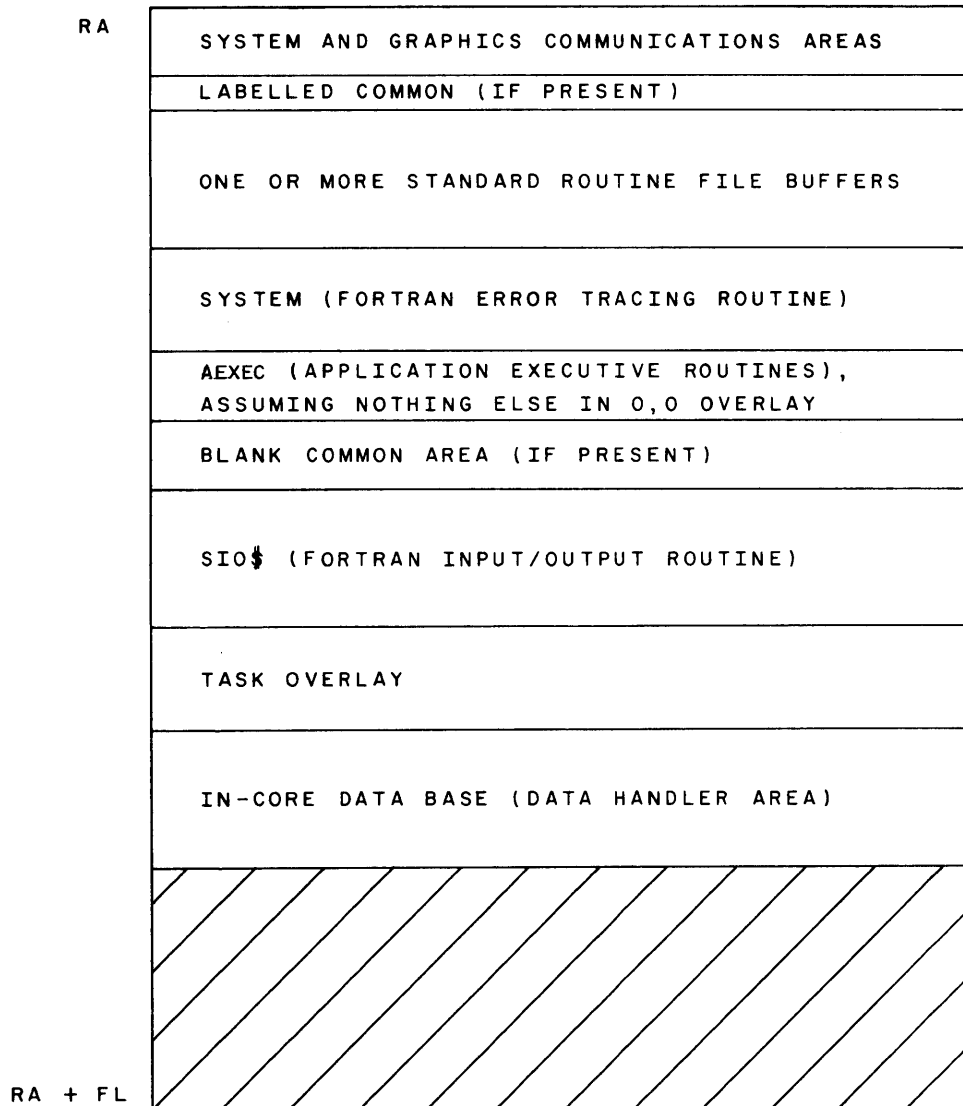 RA
SYSTEM AND GRAPHICS COMMUNICATIONS AREAS
LABELLED COMMON (IF PRESENT)
ONE OR MORE STANDARD ROUTINE FILE BUFFERS
SYSTEM (FORTRAN ERROR TRACING ROUTINE)
AEXEC (APPLICATION EXECUTIVE ROUTINES),
ASSUMING NOTHING ELSE IN 0,0 OVERLAY
BLANK COMMON AREA (IF PRESENT)
SIO$ (FORTRAN INPUT/OUTPUT ROUTINE)
TASK OVERLAY
IN-CORE DATA BASE (DATA HANDLER AREA)
RA + FL